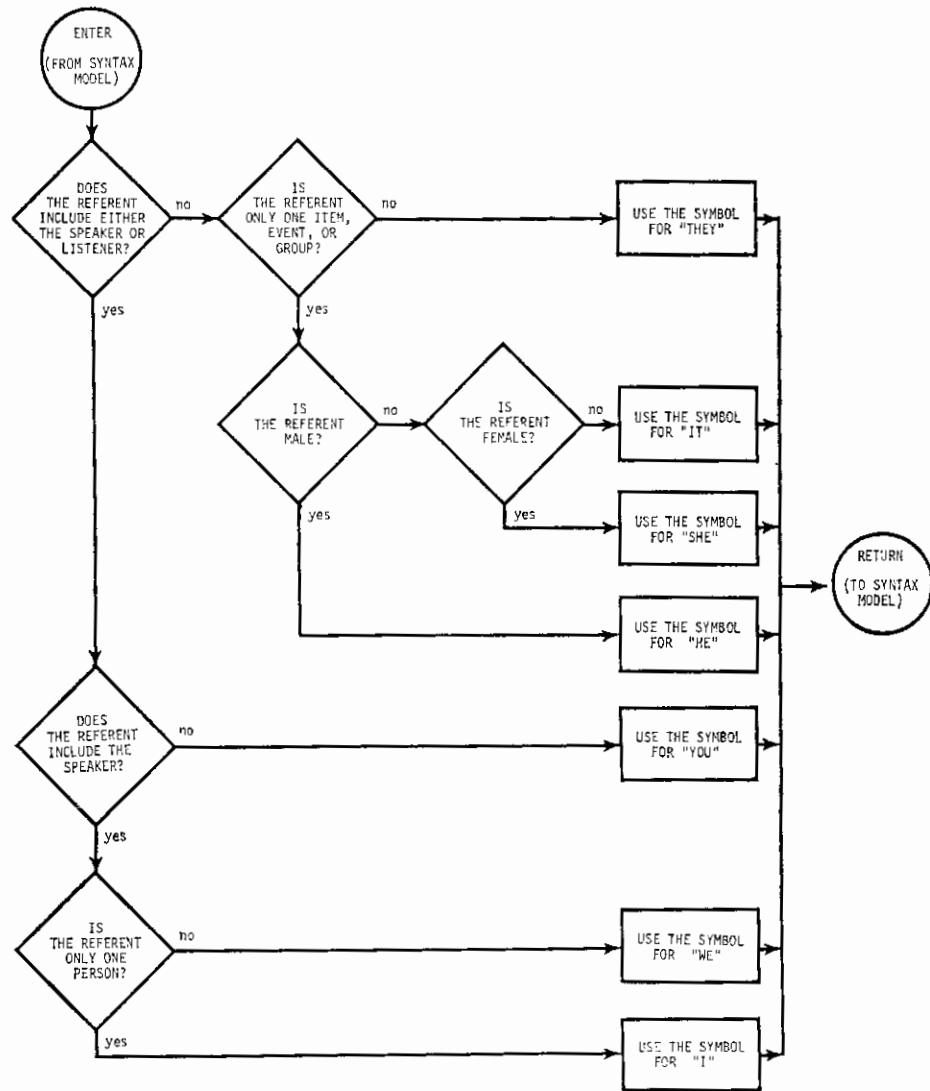 ENTER
(FROM SYNTAX
MODEL)
DOES
THE REFERENT
INCLUDE EITHER
THE SPEAKER OR
LISTENER?
no
yes
IS
THE REFERENT
ONLY ONE ITEM,
EVENT, OR
GROUP?
no
yes
USE THE SYMBOL
FOR "THEY"
IS
THE REFERENT
MALE?
no
yes
IS
THE REFERENT
FEMALE?
no
yes
USE THE SYMBOL
FOR "IT"
USE THE SYMBOL
FOR "SHE"
USE THE SYMBOL
FOR "HE"
RETURN
(TO SYNTAX
MODEL)
DOES
THE REFERENT
INCLUDE THE
SPEAKER?
no
yes
USE THE SYMBOL
FOR "YOU"
IS
THE REFERENT
ONLY ONE
PERSON?
no
yes
USE THE SYMBOL
FOR "WE"
USE THE SYMBOL
FOR "I"